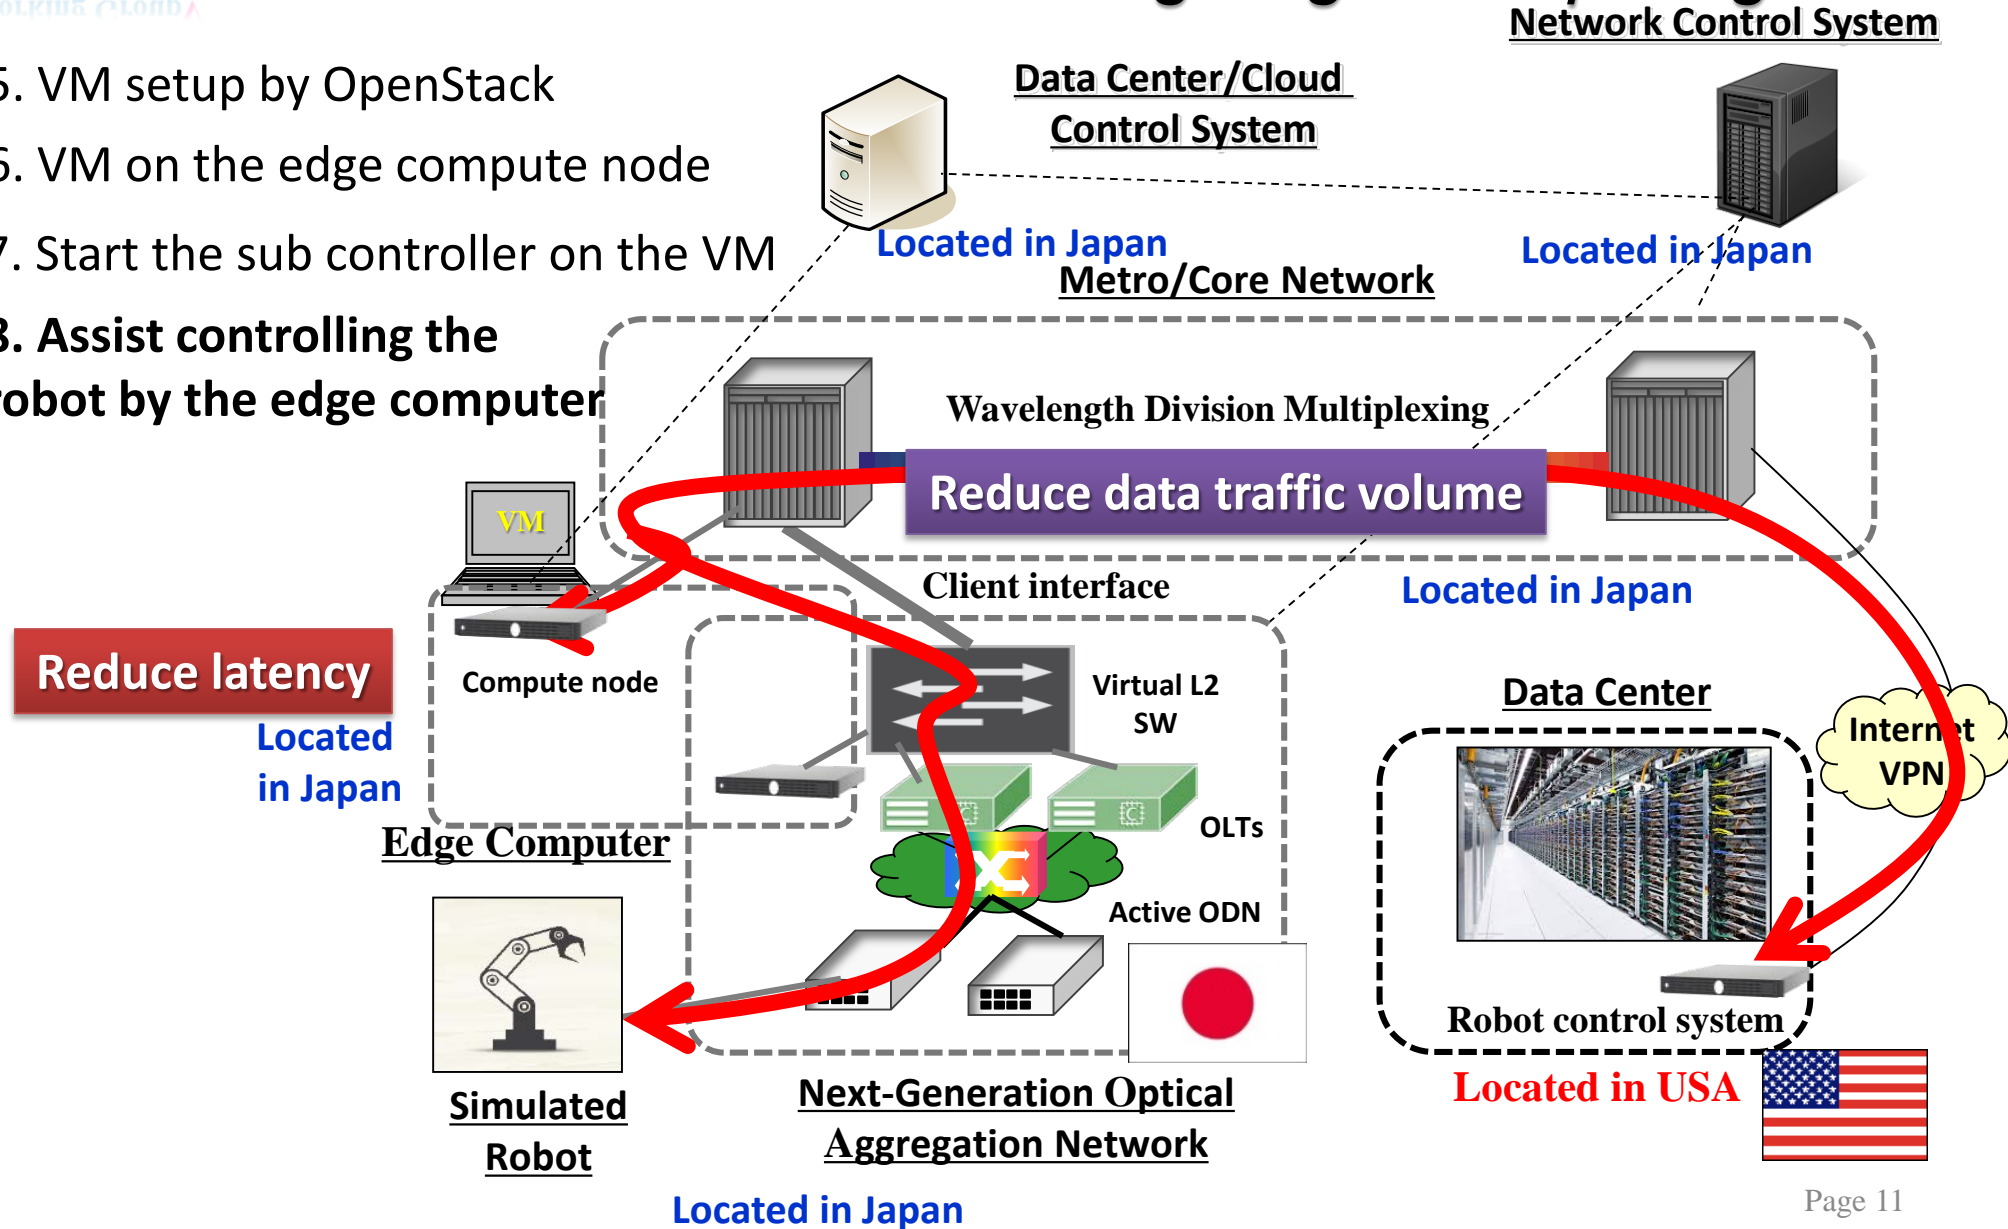 Network Control System
5. VM setup by OpenStack
Data Center/Cloud
Control System
6. VM on the edge compute node
7. Start the sub controller on the VM
Located in Japan
Located in Japan
Metro/Core Network
8. Assist controlling the
robot by the edge computer
Wavelength Division Multiplexing
Reduce data traffic volume
VM
Client interface
Located in Japan
Reduce latency
Compute node
Virtual L2
SW
Data Center
Located
in Japan
Internet
VPN
OLTs
Edge Computer
Active ODN
Robot control system
Located in USA
Simulated
Robot
Next-Generation Optical
Aggregation Network
Located in Japan
Page 11